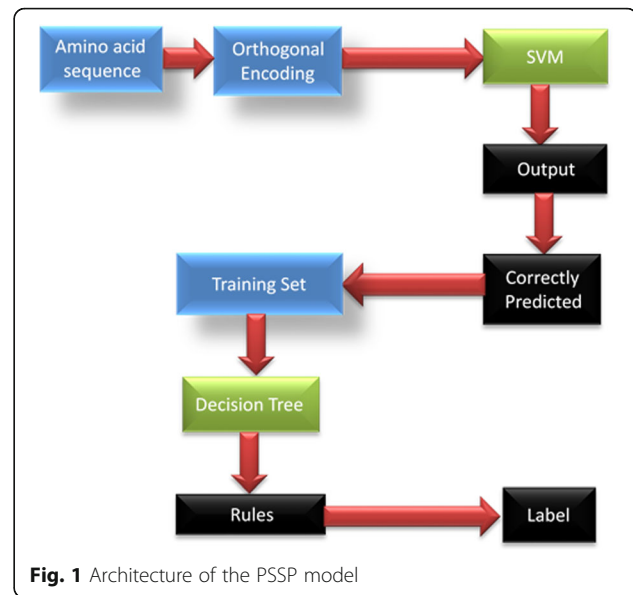 Amino acid
sequence
Orthogonal
Encoding
SVM
Output
Correctly
Predicted
Training Set
Decision Tree
Rules
Label
Fig. 1 Architecture of the PSSP model